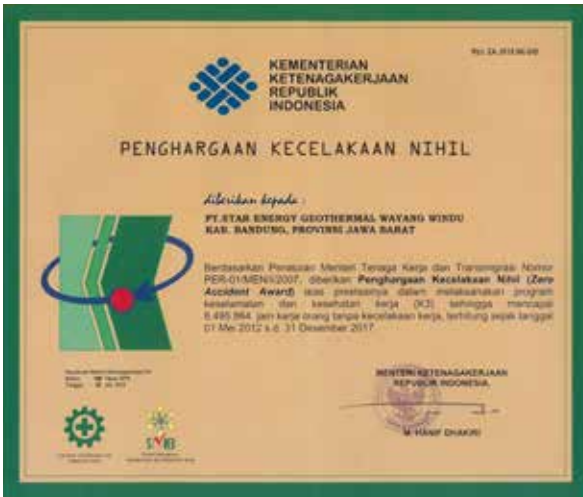 KEMENTERIAN
KETENAGAKERJAAN
REPUBLIK
INDONESIA
PENGHARGAAN KECELAKAAN NIHIL
diberikan kepada :
PT.STAR ENERGY GEOTHERMAL WAYANG WINDU
KAB. BANDUNG, PROVINSI JAWA BARAT
Berdasarkan Peraturan Menteri Tenaga Kerja dan Transmigrasi Nomor
PER-01/MEN/I/2007, diberikan Penghargaan Kecelakaan Nihil (Zero
Accident Award) atas prestasinya dalam melaksanakan program
keselamatan dan kesehatan kerja (K3) sehingga mencapai
jam kerja orang tanpa kecelakaan kerja, terhitung sejak tanggal
01 Mei 2012 s.d. 31 Desember 2017
MENTERI KETENAGAKERJAAN
REPUBLIK INDONESIA
M. HANIF DHAKIRI